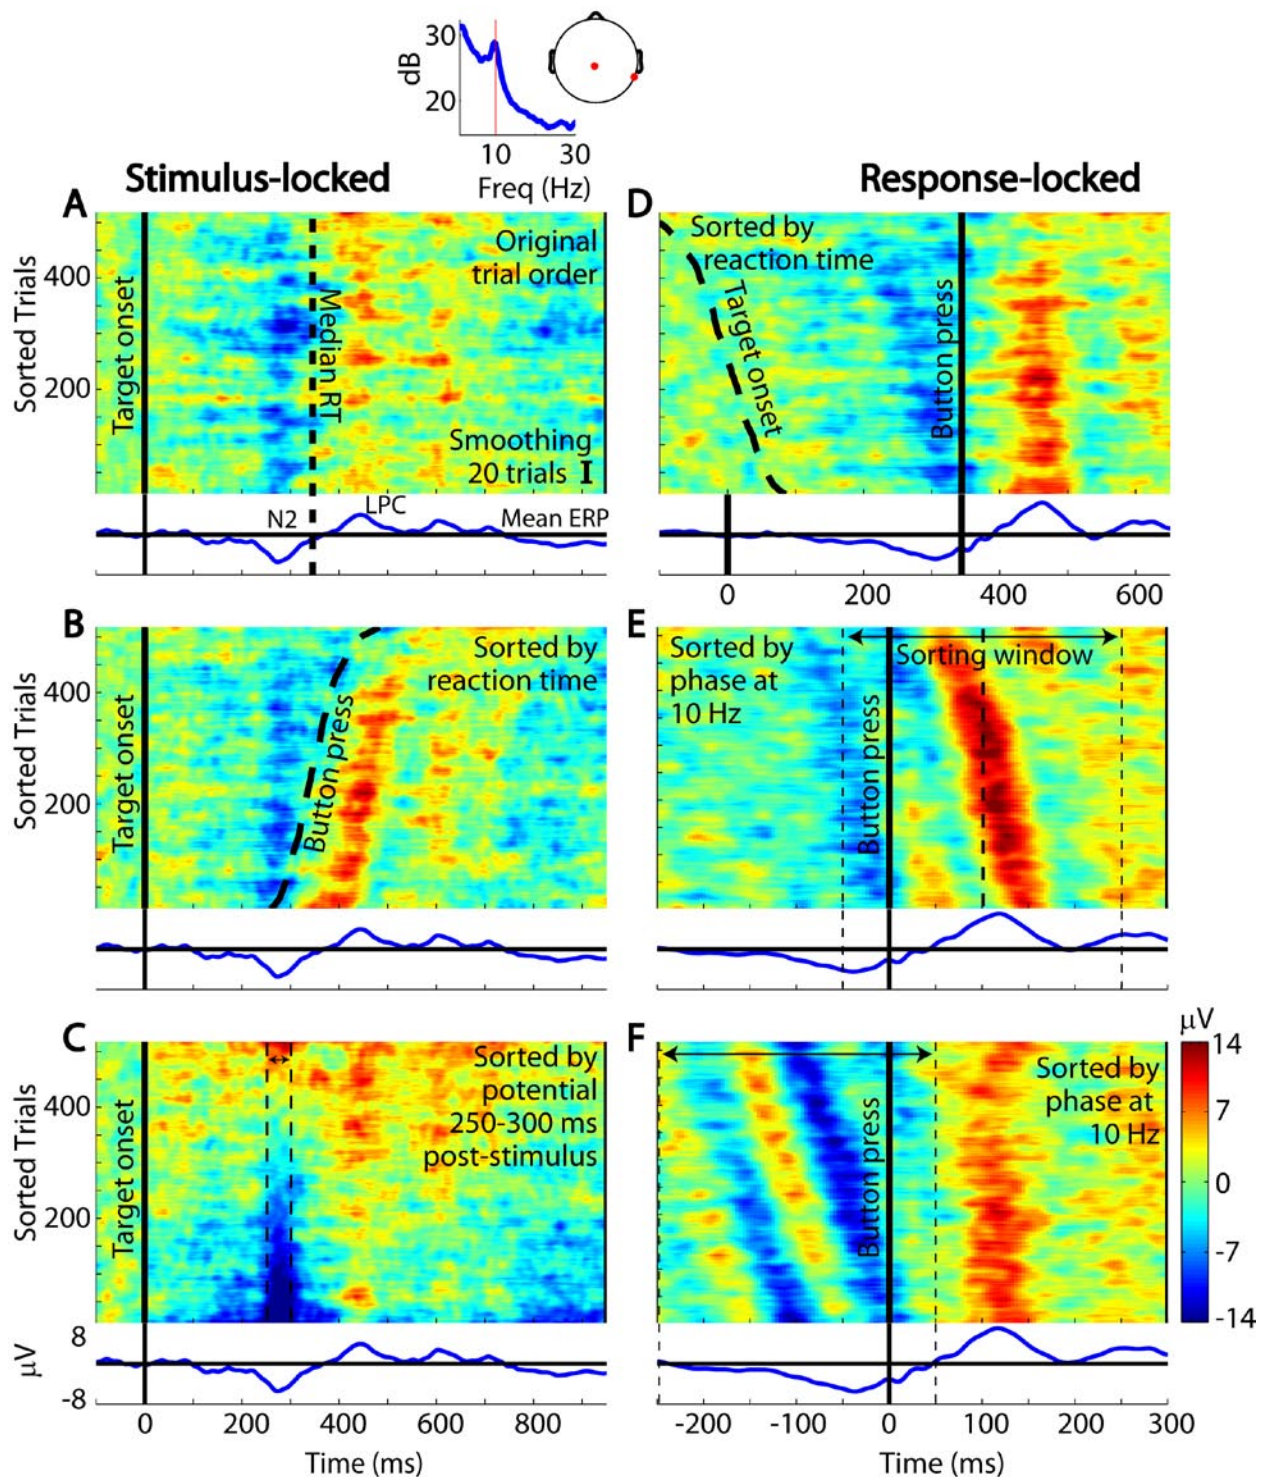 30
20
dB
10
30
Freq (Hz)
Stimulus-locked
Response-locked
A
Sorted Trials
400
200
Target onset
Median RT
Original
trial order
Smoothing
20 trials
N2
LPC
Mean ERP
D
Sorted by
reaction time
Target onset
Button press
0
200
400
600
B
Sorted Trials
400
200
Target onset
Button press
Sorted by
reaction time
E
Sorted by
phase at
10 Hz
Button press
Sorting window
C
Sorted Trials
400
200
Target onset
Sorted by
potential
250-300 ms
post-stimulus
8
μV
-8
0
200
400
600
800
Time (ms)
F
Button press
Sorted by
phase at
10 Hz
μV
14
7
0
-7
-14
-200
-100
0
100
200
300
Time (ms)